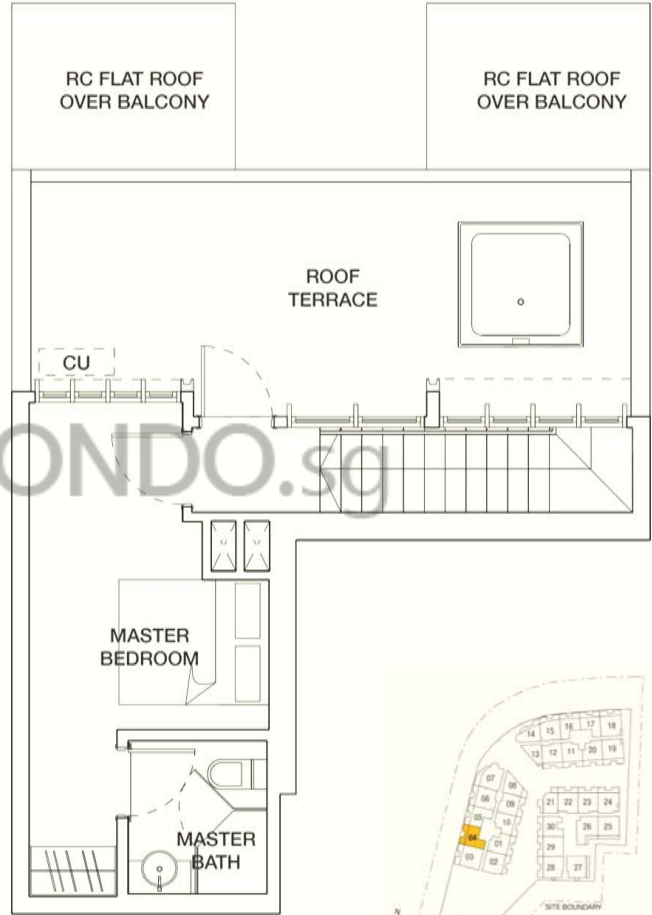 RC FLAT ROOF
OVER BALCONY
RC FLAT ROOF
OVER BALCONY
ROOF
TERRACE
CU
ONDO.sg
MASTER
BEDROOM
MASTER
BATH
14 15 16 17 18
13 12 11 20 19
07 08
06 09
05 10
04 01
03 02
21 22 23 24
30 26 25
29
28 27
SITE BOUNDARY
N